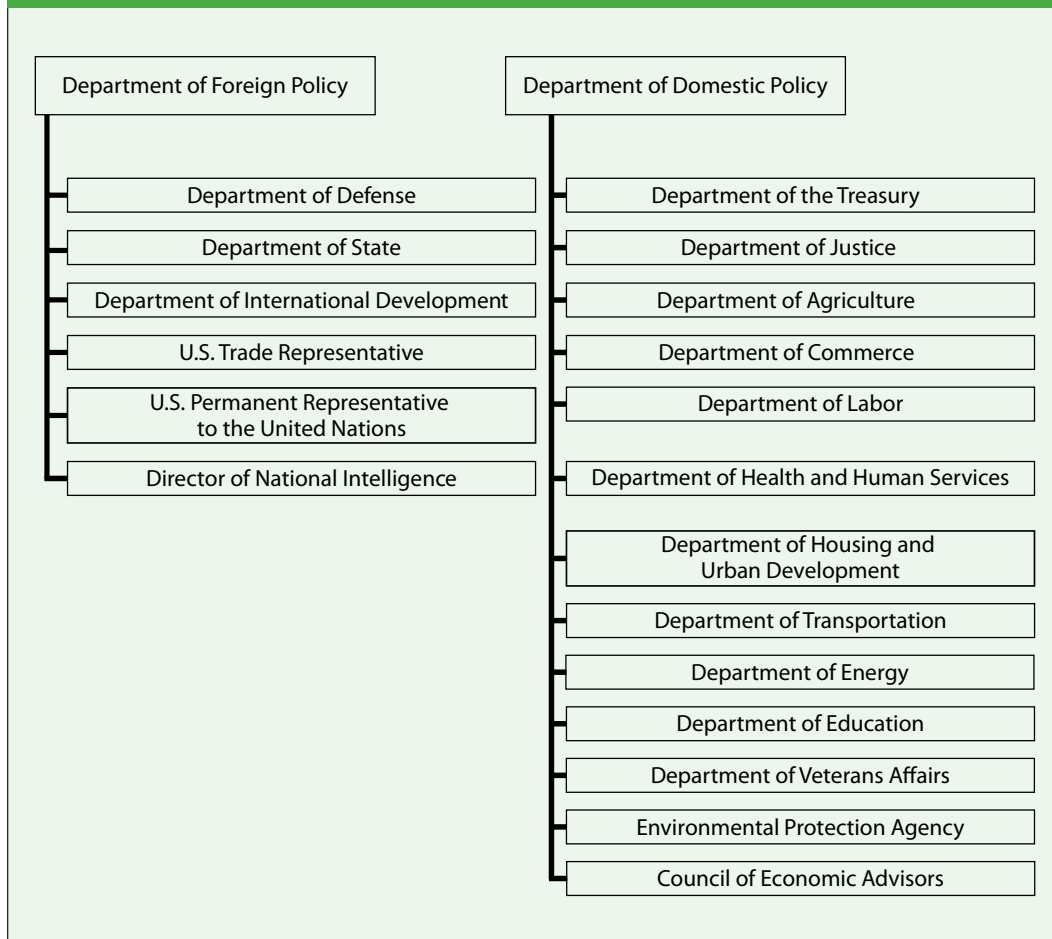 Department of Foreign Policy
Department of Defense
Department of State
Department of International Development
U.S. Trade Representative
U.S. Permanent Representative
to the United Nations
Director of National Intelligence
Department of Domestic Policy
Department of the Treasury
Department of Justice
Department of Agriculture
Department of Commerce
Department of Labor
Department of Health and Human Services
Department of Housing and
Urban Development
Department of Transportation
Department of Energy
Department of Education
Department of Veterans Affairs
Environmental Protection Agency
Council of Economic Advisors